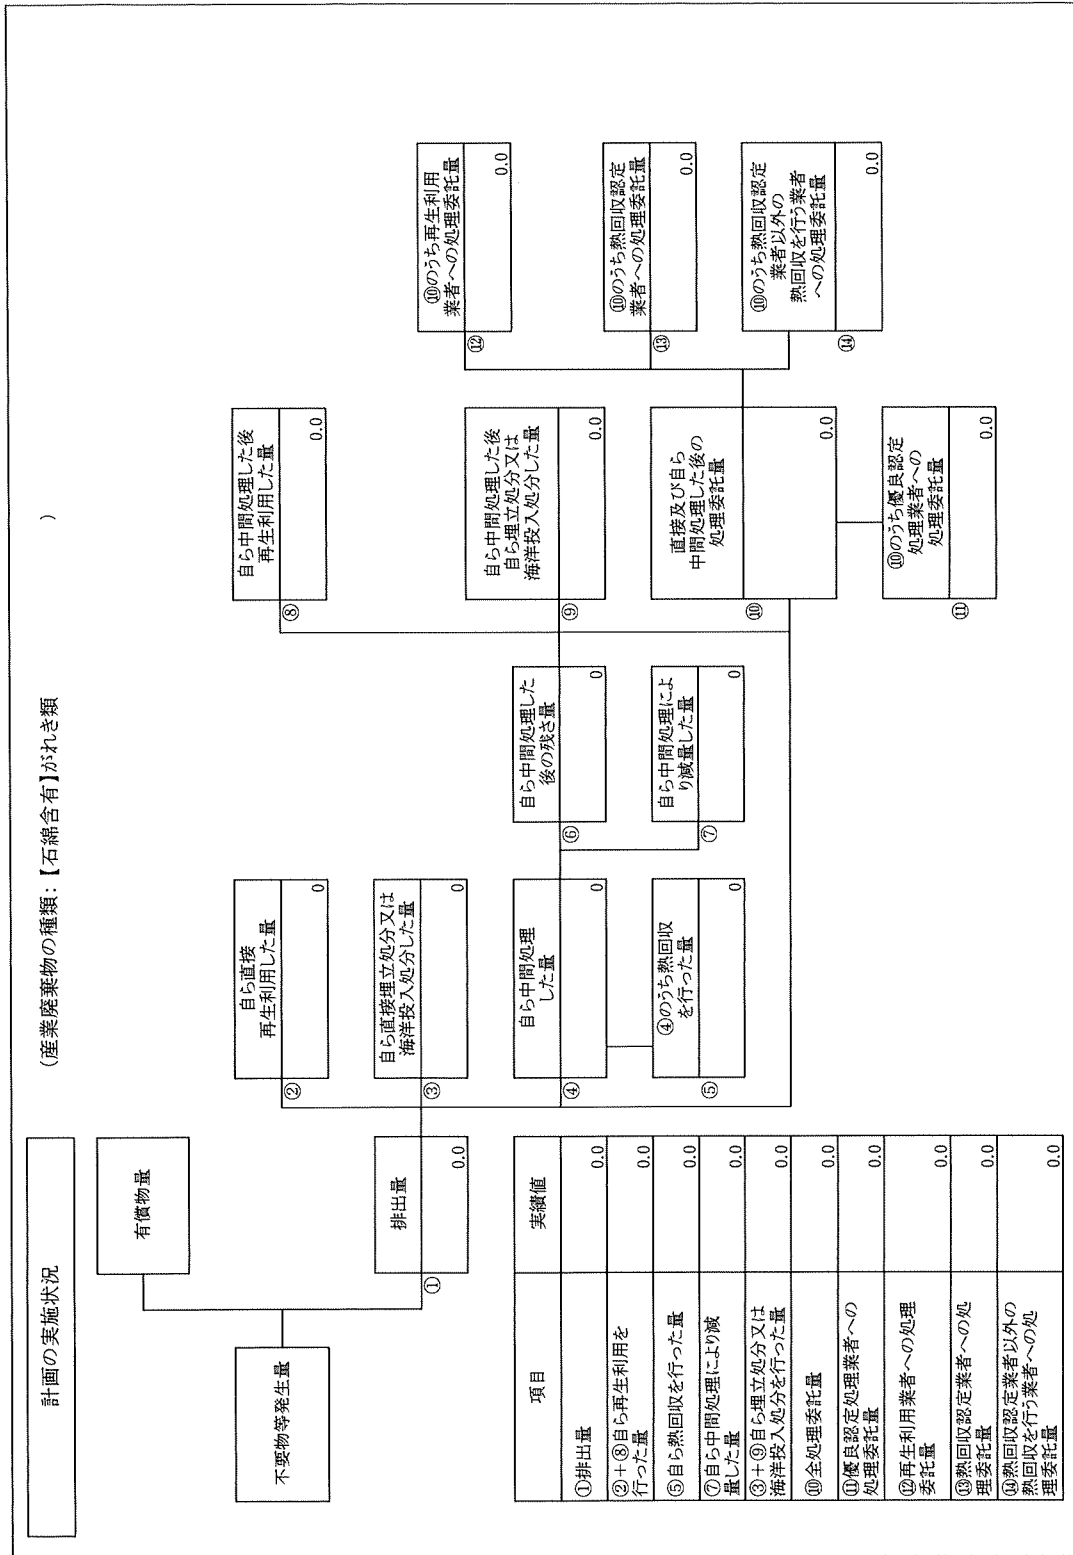 計画の実施状況
(産業廃棄物の種類：【石綿含有】がれき類　　　　)
不要物等発生量
有償物量
①
排出量
0.0
②
自ら直接
再生利用した量
0
③
自ら直接埋立処分又は
海洋投入処分した量
0
④
自ら中間処理
した量
0
⑤
④のうち熱回収
を行った量
0
⑥
自ら中間処理した
後の残さ量
0
⑦
自ら中間処理によ
り減量した量
0
⑧
自ら中間処理した後
再生利用した量
0.0
⑨
自ら中間処理した後
自ら埋立処分又は
海洋投入処分した量
0.0
⑩
直接及び自ら
中間処理した後の
処理委託量
0.0
⑪
⑩のうち優良認定
処理業者への
処理委託量
0.0
⑫
⑩のうち再生利用
業者への処理委託量
0.0
⑬
⑩のうち熱回収認定
業者への処理委託量
0.0
⑭
⑩のうち熱回収認定
業者以外の
熱回収を行う業者
への処理委託量
0.0
項目 実績値
①排出量 0.0
②＋⑧自ら再生利用を
行った量 0.0
⑤自ら熱回収を行った量 0.0
⑦自ら中間処理により減
量した量 0.0
③＋⑨自ら埋立処分又は
海洋投入処分を行った量 0.0
⑩全処理委託量 0.0
⑪優良認定処理業者への
処理委託量 0.0
⑫再生利用業者への処理
委託量 0.0
⑬熱回収認定業者への処
理委託量 0.0
⑭熱回収認定業者以外の
熱回収を行う業者への処
理委託量 0.0